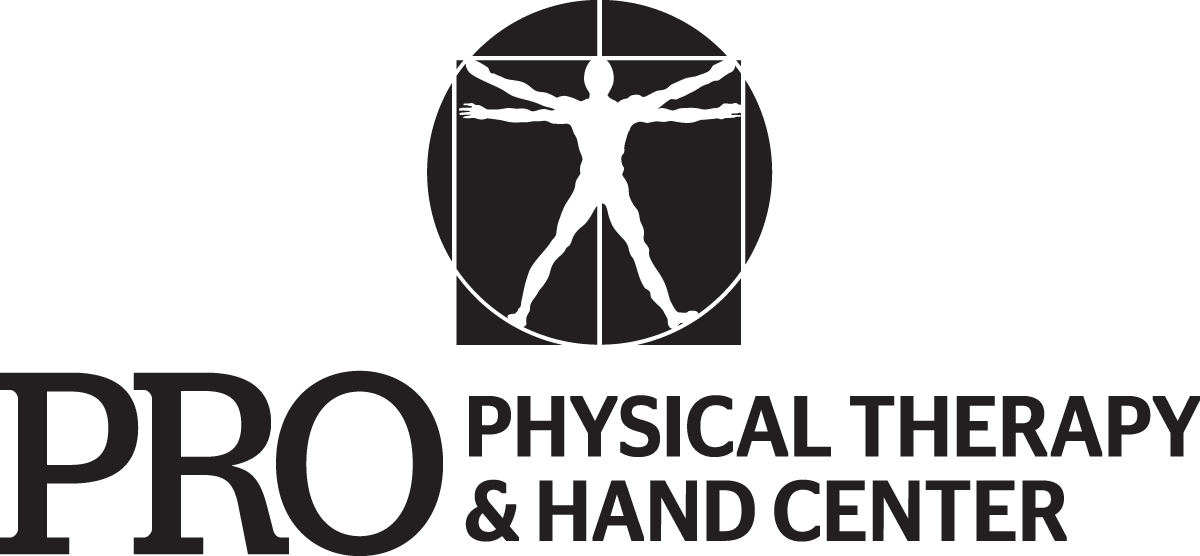 PRO
PHYSICAL THERAPY
& HAND CENTER